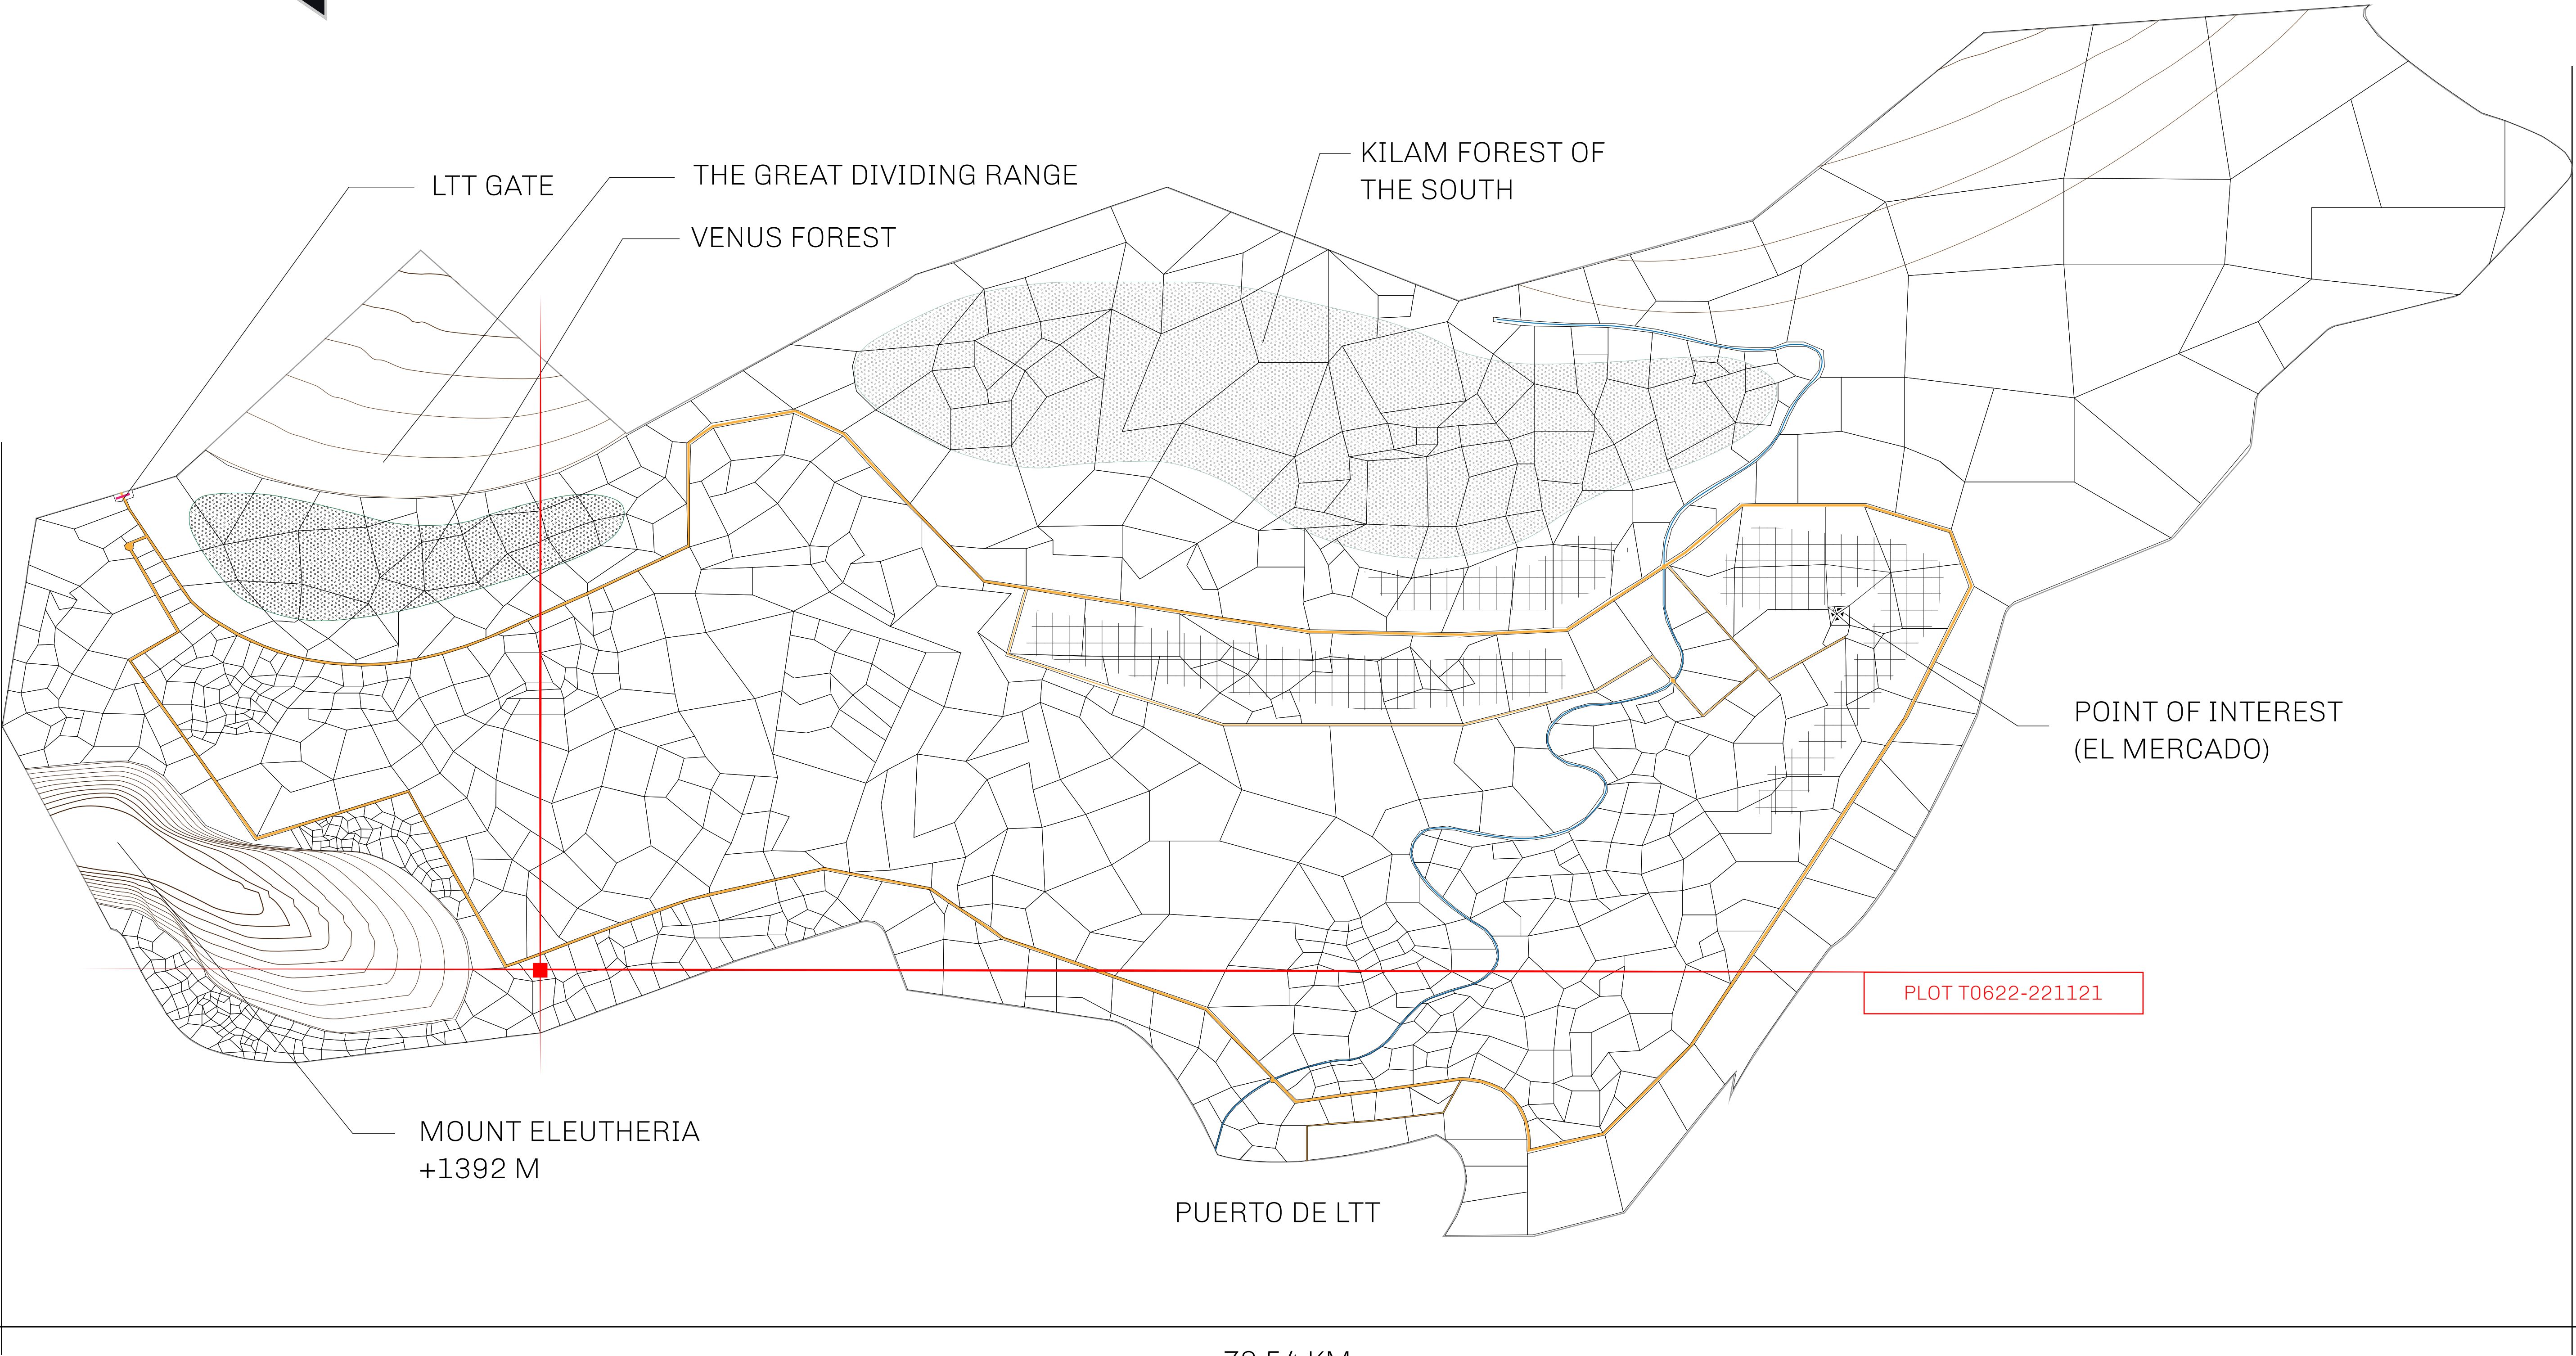 KILAM FOREST OF
THE SOUTH
THE GREAT DIVIDING RANGE
LTT GATE
VENUS FOREST
POINT OF INTEREST
(EL MERCADO)
PLOT T0622-221121
MOUNT ELEUTHERIA
+1392 M
PUERTO DE LTT
KM